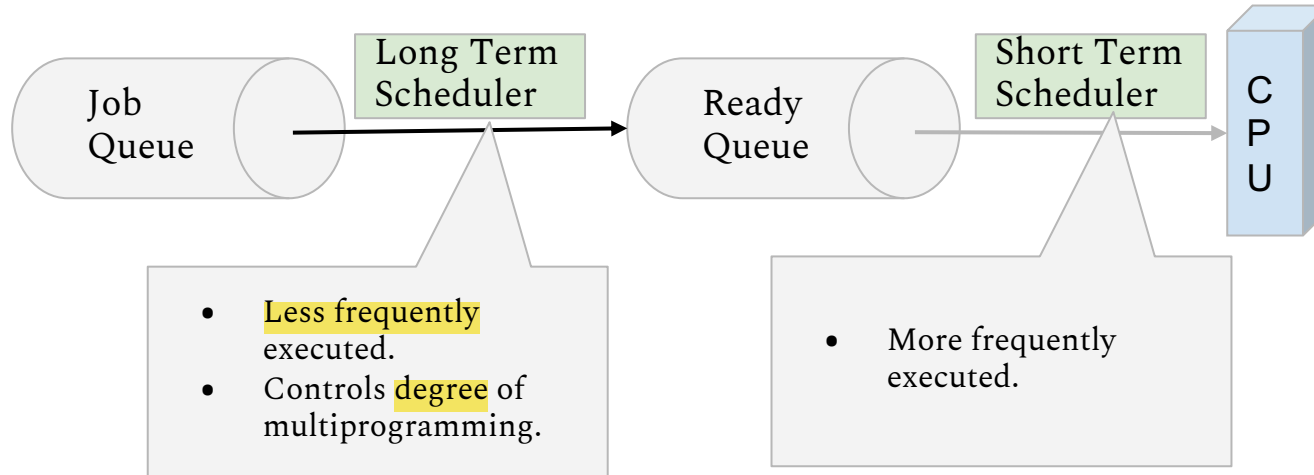 Job
Queue
Long Term
Scheduler
Ready
Queue
Short Term
Scheduler
C
P
U
● Less frequently
executed.
● Controls degree of
multiprogramming.
● More frequently
executed.